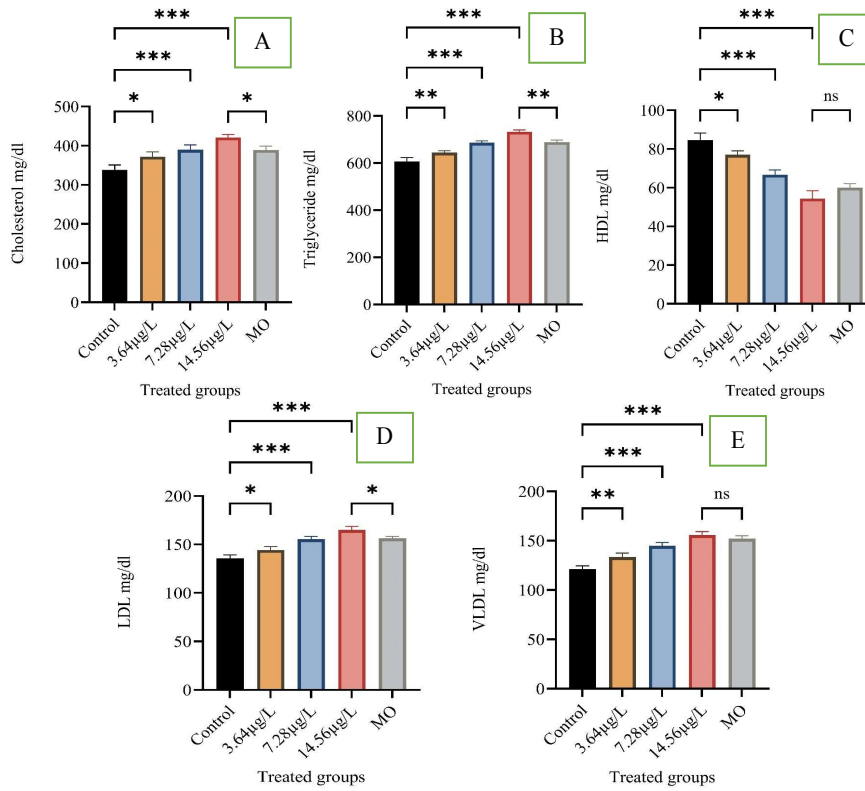 A
***
***
*
*
Cholesterol mg/dl
500
400
300
200
100
0
Control
3.64µg/L
7.28µg/L
14.56µg/L
MO
Treated groups
B
***
***
**
**
Triglyceride mg/dl
800
600
400
200
0
Control
3.64µg/L
7.28µg/L
14.56µg/L
MO
Treated groups
C
***
***
*
ns
HDL mg/dl
100
80
60
40
20
0
Control
3.64µg/L
7.28µg/L
14.56µg/L
MO
Treated groups
D
***
***
*
*
LDL mg/dl
200
150
100
50
0
Control
3.64µg/L
7.28µg/L
14.56µg/L
MO
Treated groups
E
***
***
**
ns
VLDL mg/dl
200
150
100
50
0
Control
3.64µg/L
7.28µg/L
14.56µg/L
MO
Treated groups